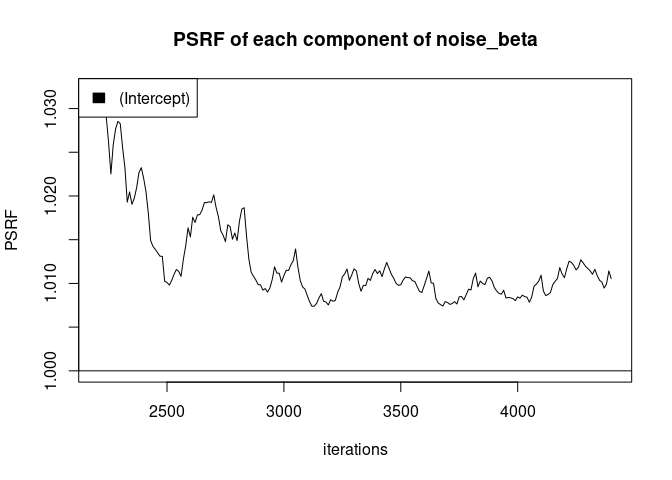 PSRF of each component of noise_beta
(Intercept)
PSRF
1.030
1.020
1.010
1.000
2500 3000 3500 4000
iterations